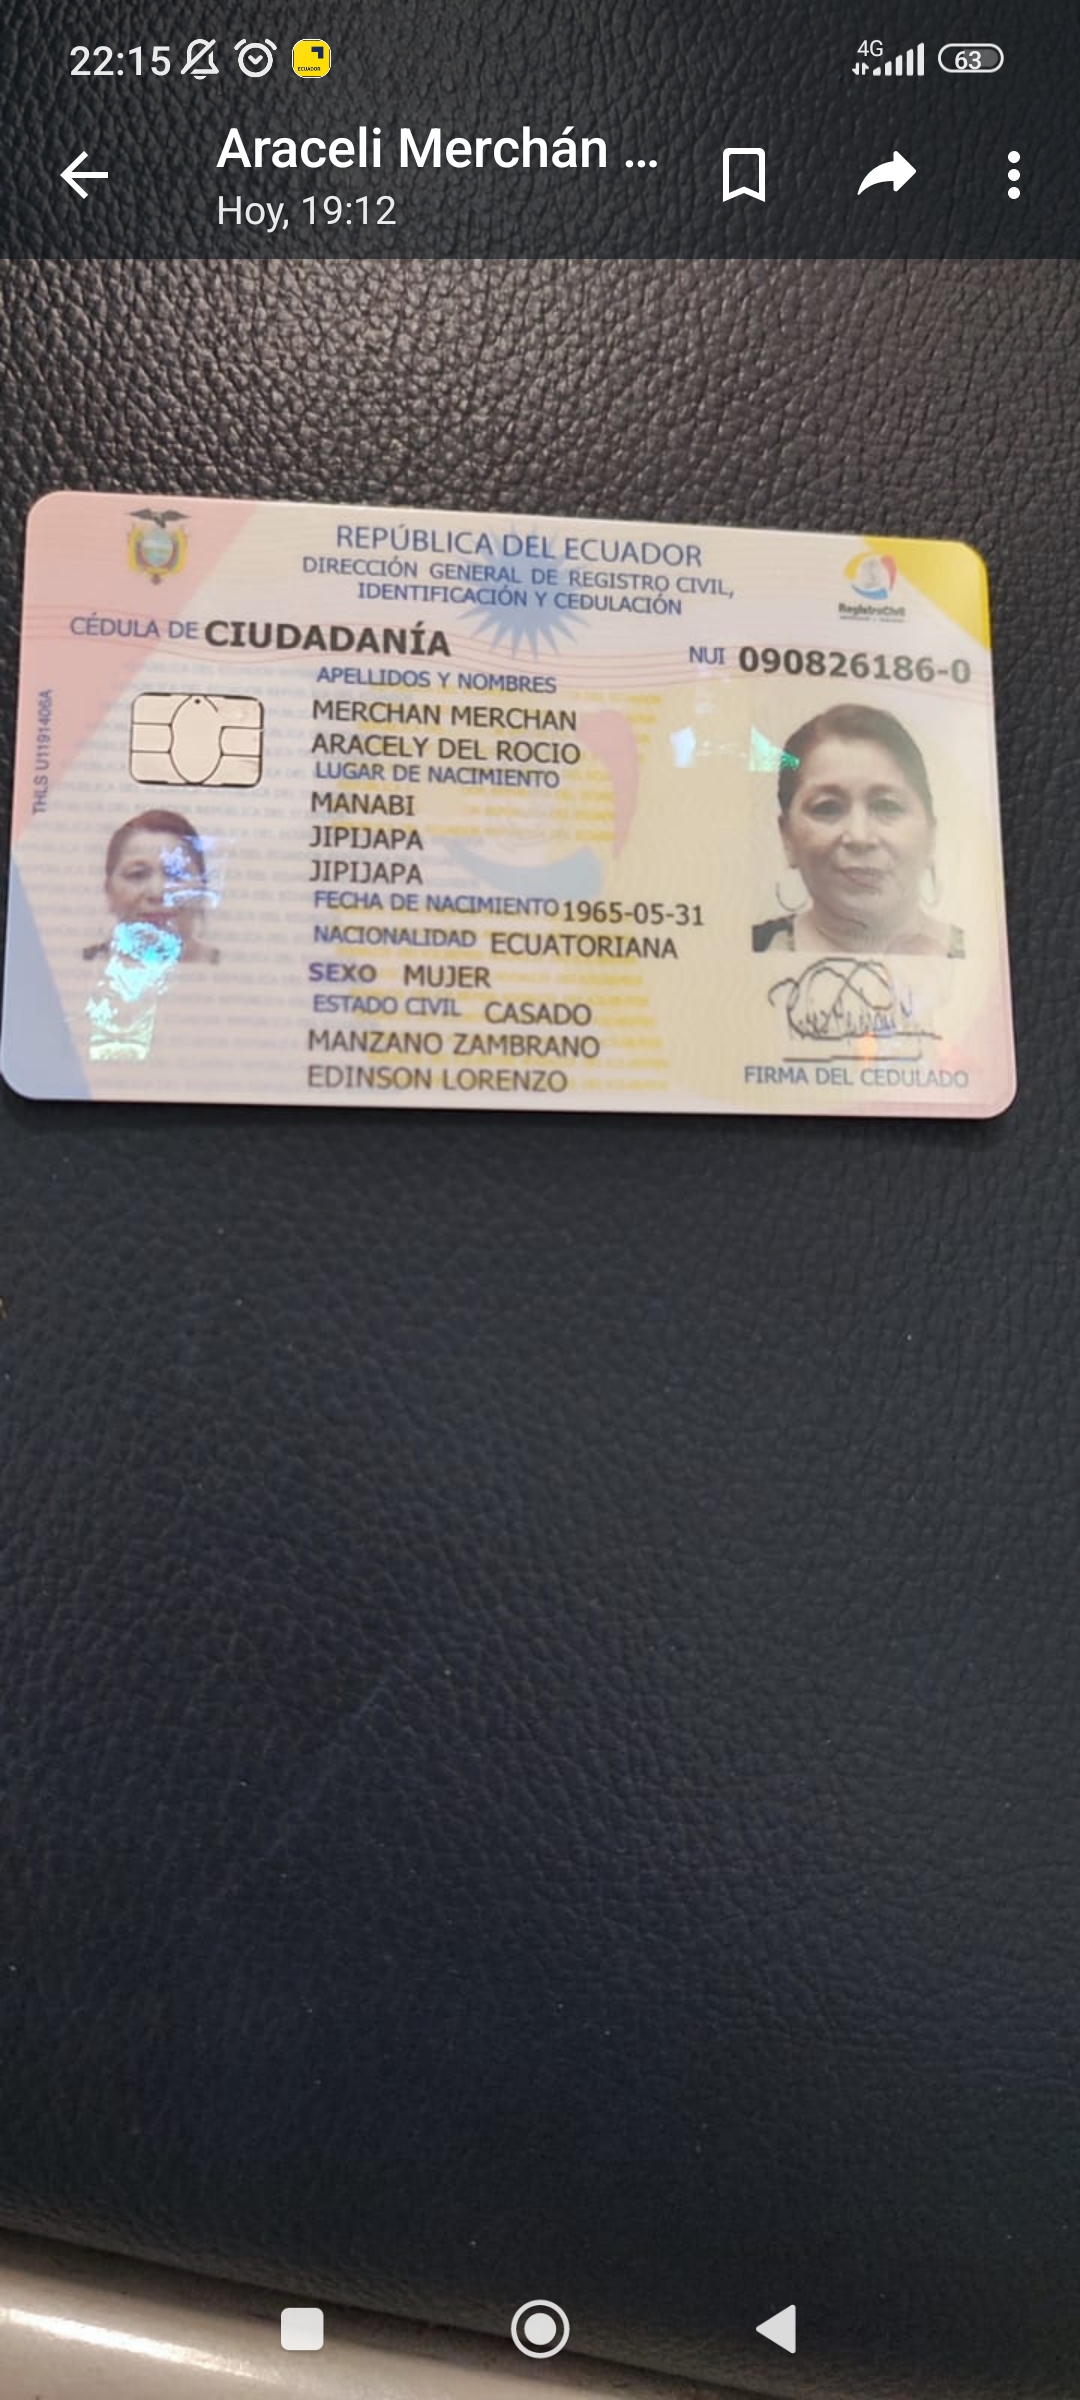 22:15
4G
63
ECUADOR
Araceli Merchán ...
Hoy, 19:12
REPÚBLICA DEL ECUADOR
DIRECCIÓN GENERAL DE REGISTRO CIVIL,
IDENTIFICACIÓN Y CEDULACIÓN
RegistroCivil
CÉDULA DE CIUDADANÍA
NUI 090826186-0
APELLIDOS Y NOMBRES
MERCHAN MERCHAN
ARACELY DEL ROCIO
LUGAR DE NACIMIENTO
MANABI
JIPIJAPA
JIPIJAPA
FECHA DE NACIMIENTO 1965-05-31
NACIONALIDAD ECUATORIANA
SEXO MUJER
ESTADO CIVIL CASADO
MANZANO ZAMBRANO
EDINSON LORENZO
FIRMA DEL CEDULADO
THLS U1191406A